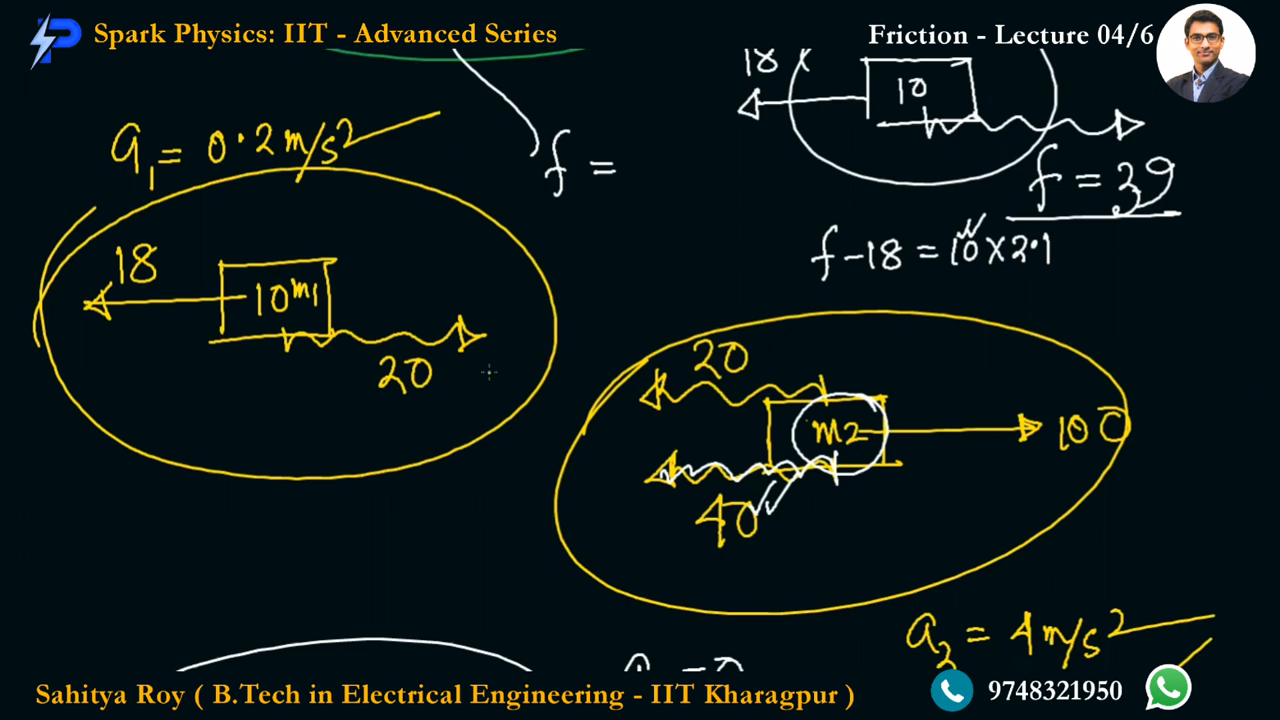 Spark Physics: IIT - Advanced Series
Friction - Lecture 04/6
18
10
a1 = 0.2 m/s2
f =
f = 39
f - 18 = 10 × 2.1
18
10 m1
20
20
m2
100
40
a2 = 4 m/s2
Sahitya Roy ( B.Tech in Electrical Engineering - IIT Kharagpur )
9748321950